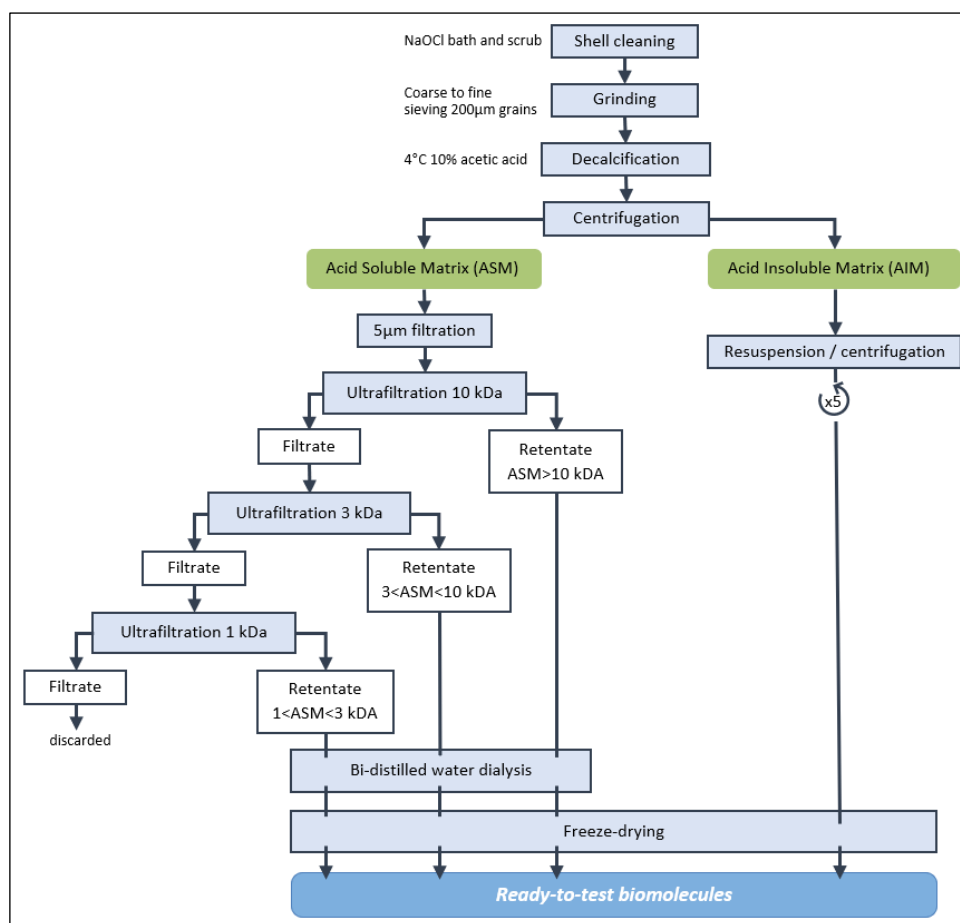 NaOCl bath and scrub
Shell cleaning
Coarse to fine
sieving 200µm grains
Grinding
4°C 10% acetic acid
Decalcification
Centrifugation
Acid Soluble Matrix (ASM)
Acid Insoluble Matrix (AIM)
5µm filtration
Resuspension / centrifugation
x5
Ultrafiltration 10 kDa
Filtrate
Retentate
ASM>10 kDA
Ultrafiltration 3 kDa
Filtrate
Retentate
3<ASM<10 kDA
Ultrafiltration 1 kDa
Filtrate
Retentate
1<ASM<3 kDA
discarded
Bi-distilled water dialysis
Freeze-drying
Ready-to-test biomolecules